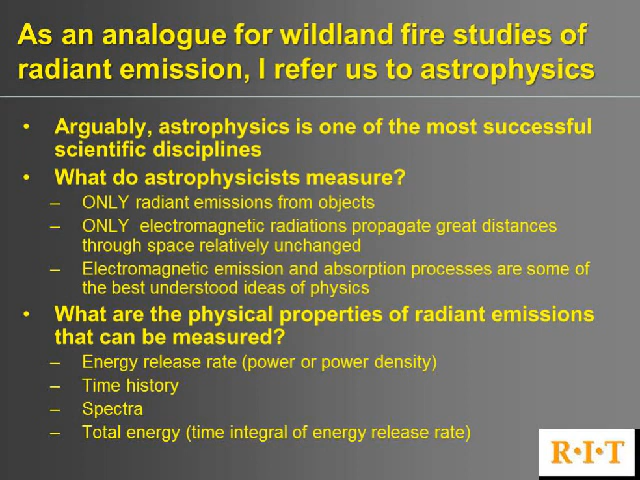 As an analogue for wildland fire studies of
radiant emission, I refer us to astrophysics
• Arguably, astrophysics is one of the most successful
scientific disciplines
• What do astrophysicists measure?
– ONLY radiant emissions from objects
– ONLY electromagnetic radiations propagate great distances
through space relatively unchanged
– Electromagnetic emission and absorption processes are some of
the best understood ideas of physics
• What are the physical properties of radiant emissions
that can be measured?
– Energy release rate (power or power density)
– Time history
– Spectra
– Total energy (time integral of energy release rate)
R·I·T